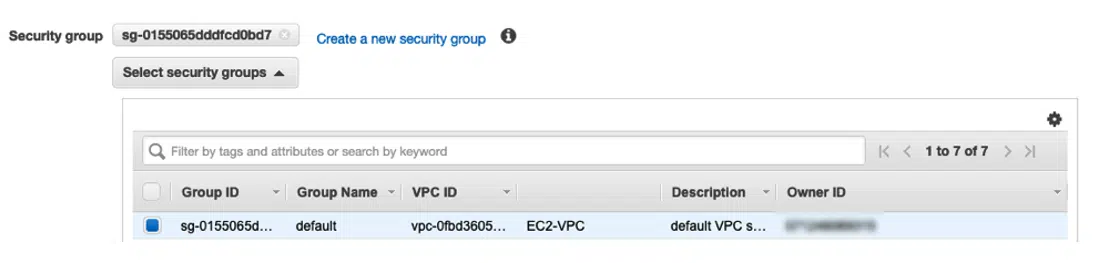 Security group sg-0155065dddfcd0bd7 Create a new security group
Select security groups
Filter by tags and attributes or search by keyword 1 to 7 of 7
Group ID Group Name VPC ID Description Owner ID
sg-0155065d... default vpc-0fbd3605... EC2-VPC default VPC s...